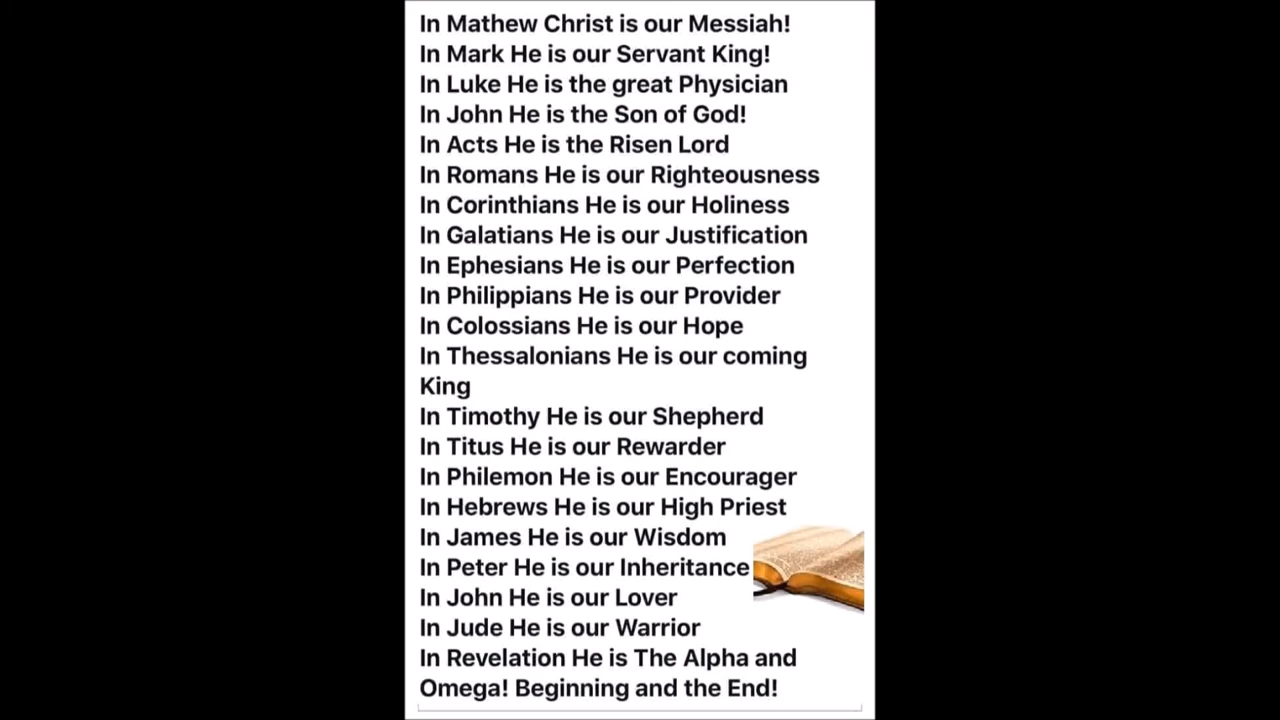 In Mathew Christ is our Messiah!
In Mark He is our Servant King!
In Luke He is the great Physician
In John He is the Son of God!
In Acts He is the Risen Lord
In Romans He is our Righteousness
In Corinthians He is our Holiness
In Galatians He is our Justification
In Ephesians He is our Perfection
In Philippians He is our Provider
In Colossians He is our Hope
In Thessalonians He is our coming
King
In Timothy He is our Shepherd
In Titus He is our Rewarder
In Philemon He is our Encourager
In Hebrews He is our High Priest
In James He is our Wisdom
In Peter He is our Inheritance
In John He is our Lover
In Jude He is our Warrior
In Revelation He is The Alpha and
Omega! Beginning and the End!